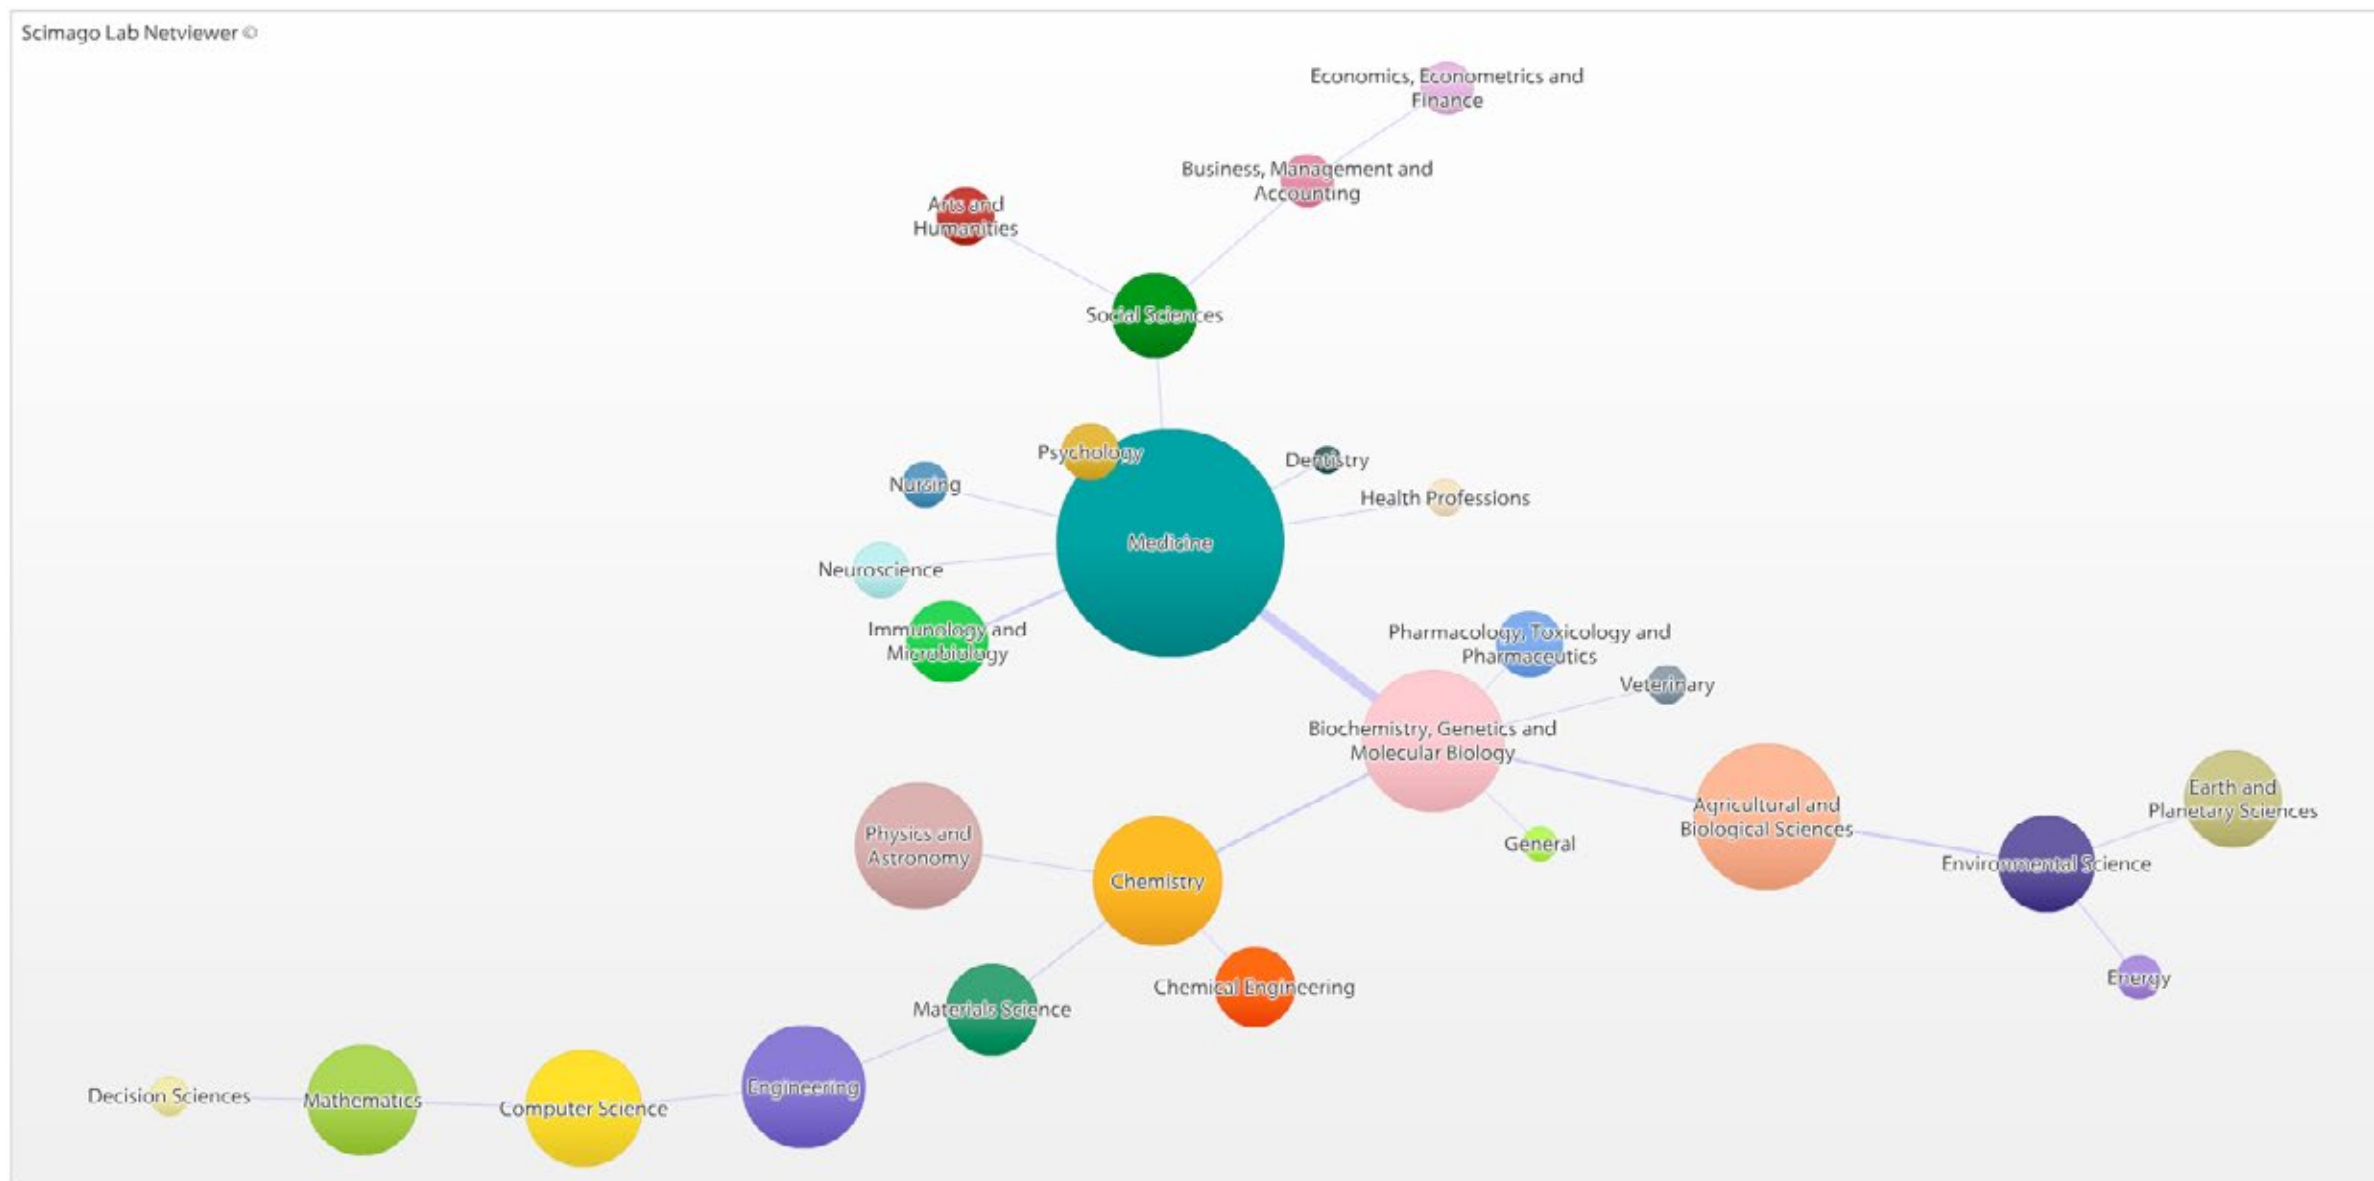 Scimago Lab Netviewer ©
Economics, Econometrics and
Finance
Business, Management and
Accounting
Arts and
Humanities
Social Sciences
Psychology
Dentistry
Nursing
Health Professions
Medicine
Neuroscience
Immunology and
Microbiology
Pharmacology, Toxicology and
Pharmaceutics
Veterinary
Biochemistry, Genetics and
Molecular Biology
Earth and
Planetary Sciences
Agricultural and
Biological Sciences
Physics and
Astronomy
General
Environmental Science
Chemistry
Energy
Chemical Engineering
Materials Science
Engineering
Decision Sciences
Mathematics
Computer Science